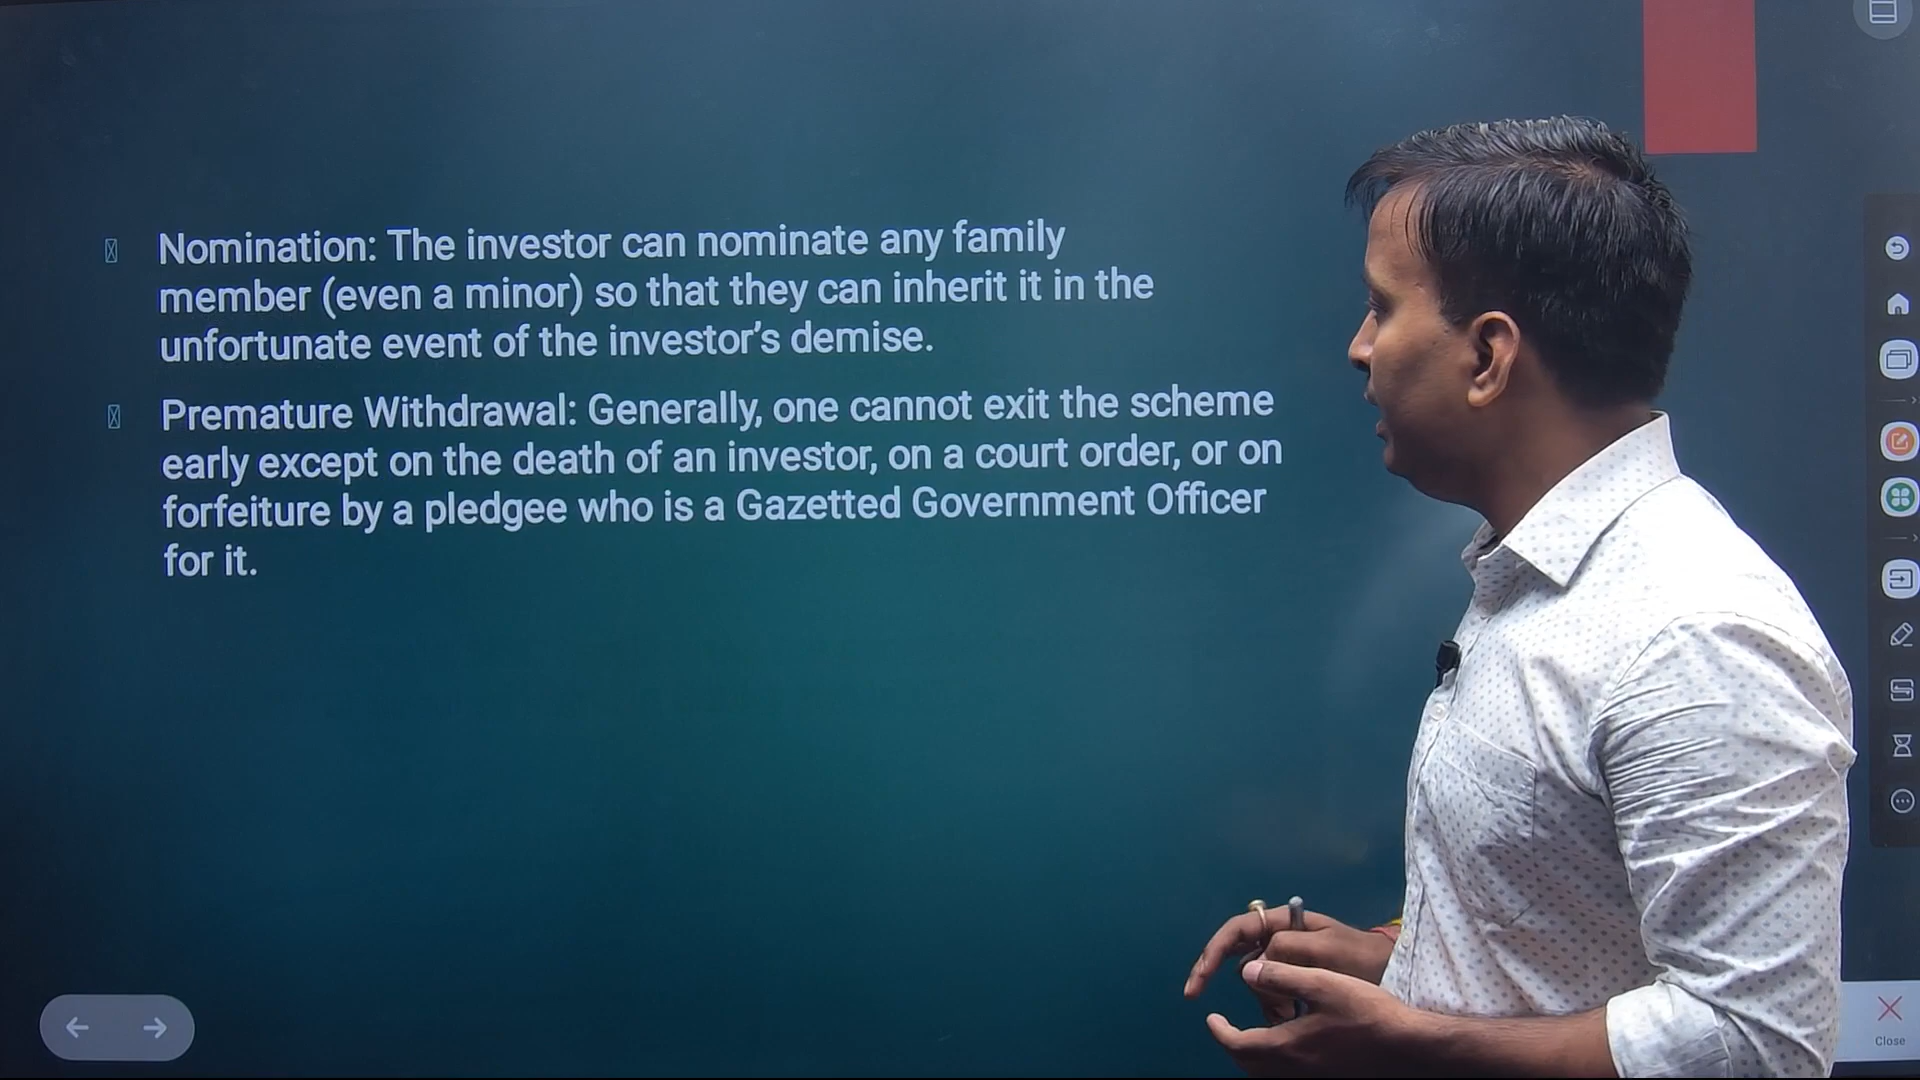 Nomination: The investor can nominate any family
member (even a minor) so that they can inherit it in the
unfortunate event of the investor’s demise.
Premature Withdrawal: Generally, one cannot exit the scheme
early except on the death of an investor, on a court order, or on
forfeiture by a pledgee who is a Gazetted Government Officer
for it.
Close